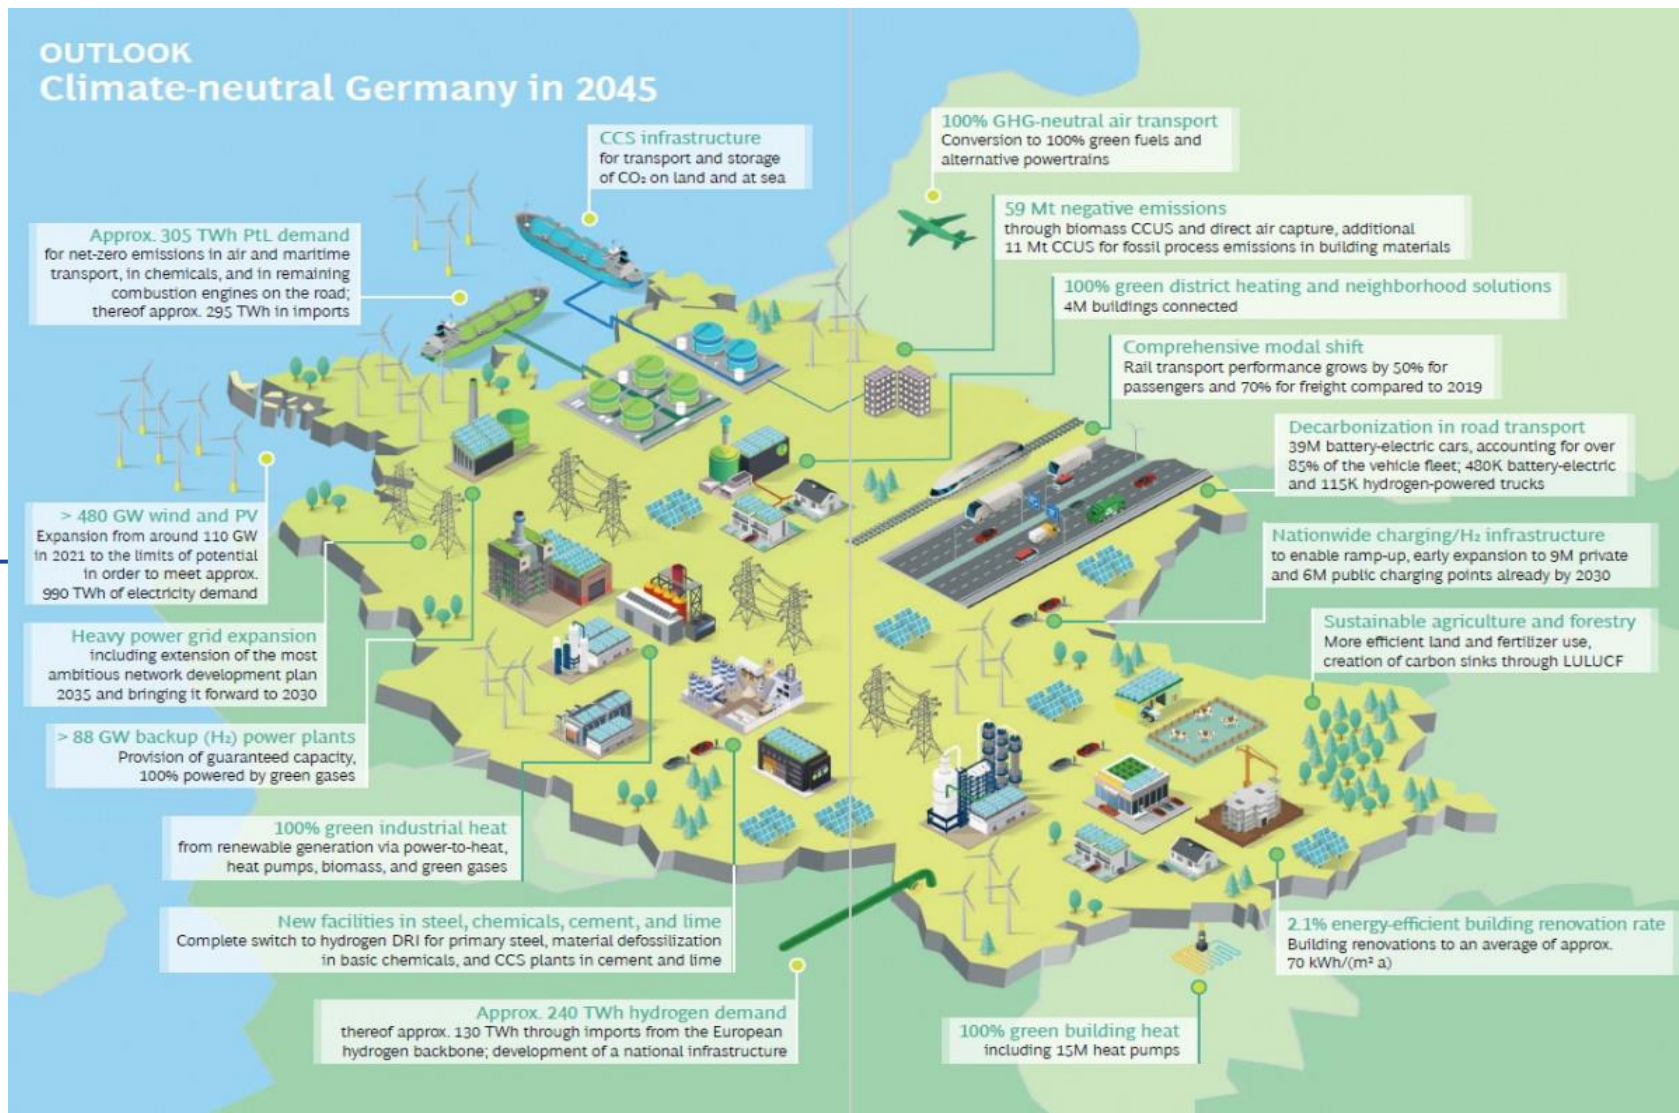 OUTLOOK
Climate-neutral Germany in 2045
CCS infrastructure
for transport and storage
of CO₂ on land and at sea
100% GHG-neutral air transport
Conversion to 100% green fuels and
alternative powertrains
59 Mt negative emissions
through biomass CCUS and direct air capture, additional
11 Mt CCUS for fossil process emissions in building materials
Approx. 305 TWh PtL demand
for net-zero emissions in air and maritime
transport, in chemicals, and in remaining
combustion engines on the road;
thereof approx. 295 TWh in imports
100% green district heating and neighborhood solutions
4M buildings connected
Comprehensive modal shift
Rail transport performance grows by 50% for
passengers and 70% for freight compared to 2019
Decarbonization in road transport
39M battery-electric cars, accounting for over
85% of the vehicle fleet; 480K battery-electric
and 115K hydrogen-powered trucks
> 480 GW wind and PV
Expansion from around 110 GW
in 2021 to the limits of potential
in order to meet approx.
990 TWh of electricity demand
Nationwide charging/H₂ infrastructure
to enable ramp-up, early expansion to 9M private
and 6M public charging points already by 2030
Heavy power grid expansion
including extension of the most
ambitious network development plan
2035 and bringing it forward to 2030
Sustainable agriculture and forestry
More efficient land and fertilizer use,
creation of carbon sinks through LULUCF
> 88 GW backup (H₂) power plants
Provision of guaranteed capacity,
100% powered by green gases
100% green industrial heat
from renewable generation via power-to-heat,
heat pumps, biomass, and green gases
New facilities in steel, chemicals, cement, and lime
Complete switch to hydrogen DRI for primary steel, material defossilization
in basic chemicals, and CCS plants in cement and lime
2.1% energy-efficient building renovation rate
Building renovations to an average of approx.
70 kWh/(m² a)
Approx. 240 TWh hydrogen demand
thereof approx. 130 TWh through imports from the European
hydrogen backbone; development of a national infrastructure
100% green building heat
including 15M heat pumps